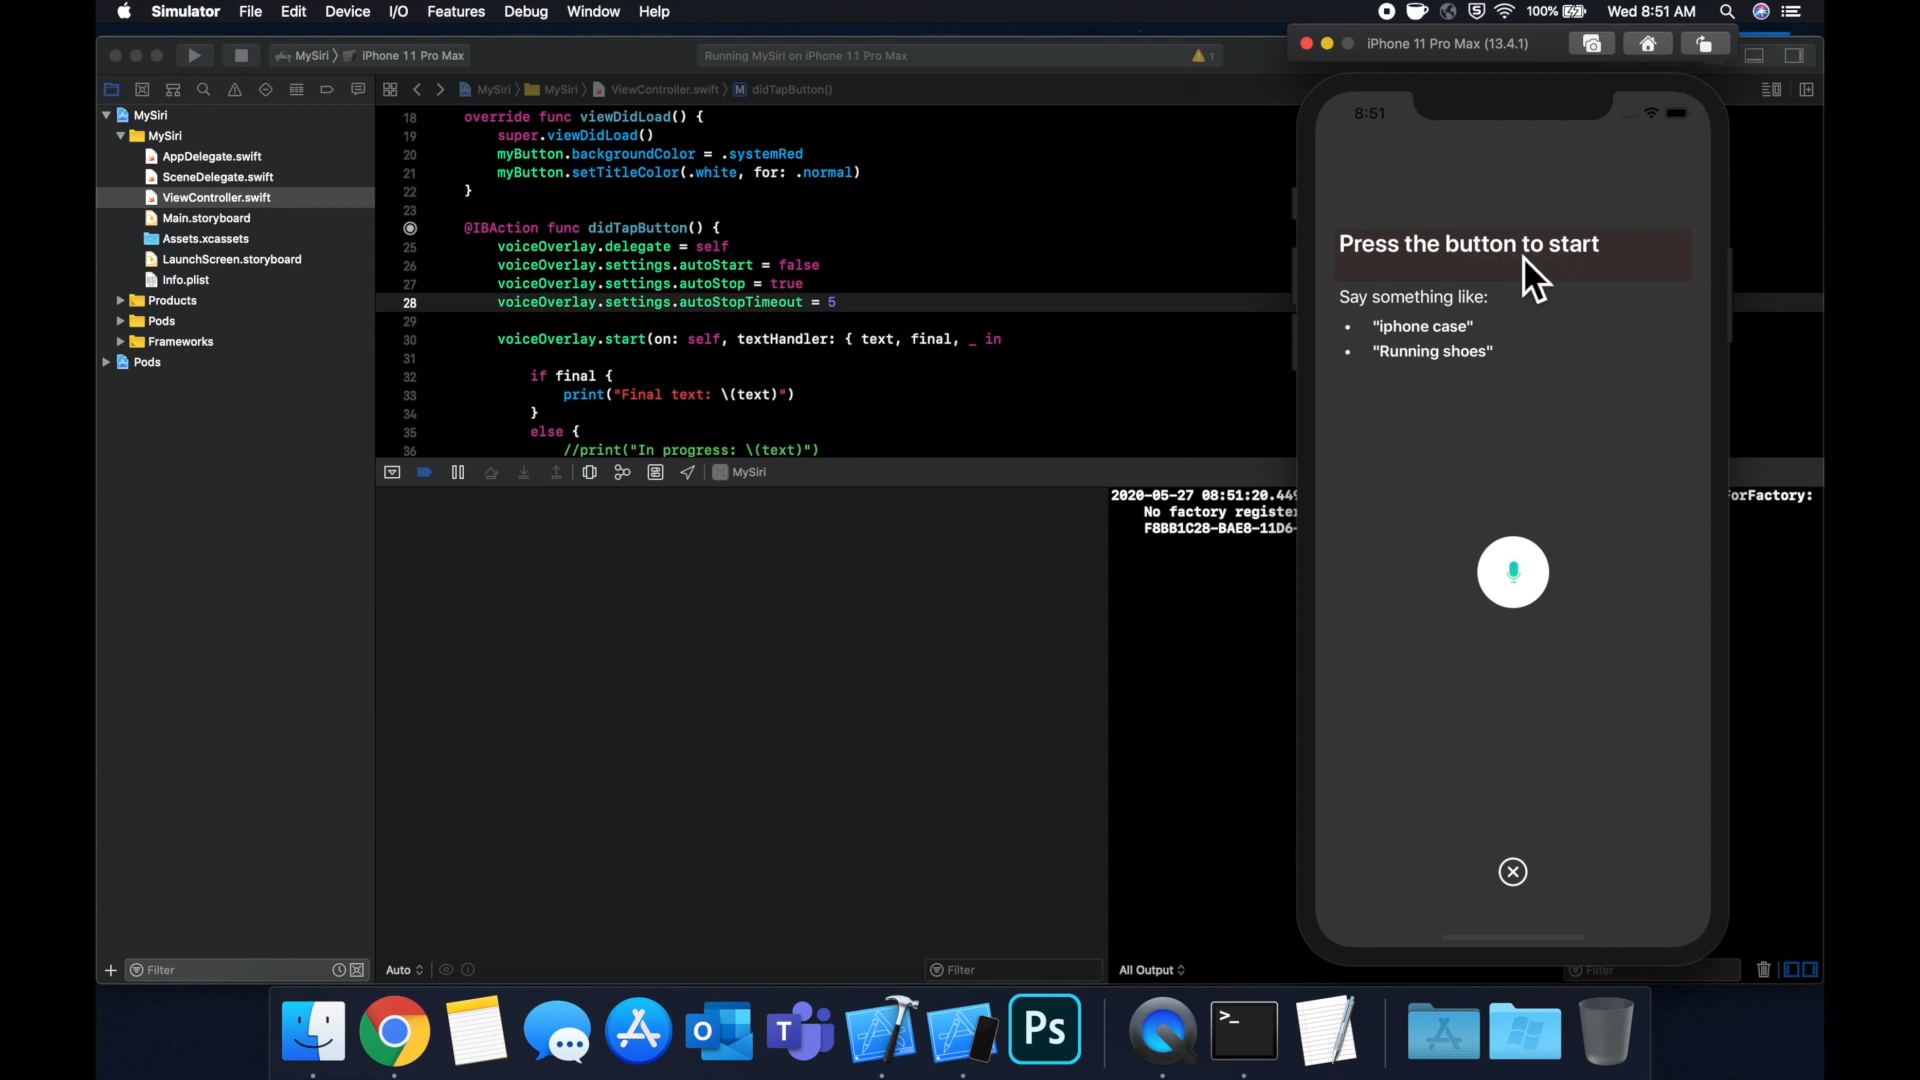 Simulator File Edit Device I/O Features Debug Window Help
100% Wed 8:51 AM
MySiri iPhone 11 Pro Max
Running MySiri on iPhone 11 Pro Max
1
iPhone 11 Pro Max (13.4.1)
MySiri MySiri ViewController.swift M didTapButton()
MySiri
MySiri
AppDelegate.swift
SceneDelegate.swift
ViewController.swift
Main.storyboard
Assets.xcassets
LaunchScreen.storyboard
Info.plist
Products
Pods
Frameworks
Pods
18 override func viewDidLoad() {
19 super.viewDidLoad()
20 myButton.backgroundColor = .systemRed
21 myButton.setTitleColor(.white, for: .normal)
22 }
23
@IBAction func didTapButton() {
25 voiceOverlay.delegate = self
26 voiceOverlay.settings.autoStart = false
27 voiceOverlay.settings.autoStop = true
28 voiceOverlay.settings.autoStopTimeout = 5
29
30 voiceOverlay.start(on: self, textHandler: { text, final, _ in
31
32 if final {
33 print("Final text: \(text)")
34 }
35 else {
36 //print("In progress: \(text)")
MySiri
2020-05-27 08:51:20.449
orFactory:
No factory register
F8BB1C28-BAE8-11D6-
8:51
Press the button to start
Say something like:
• "iphone case"
• "Running shoes"
Filter
Auto
Filter
All Output
Filter
O
T
Ps
>_